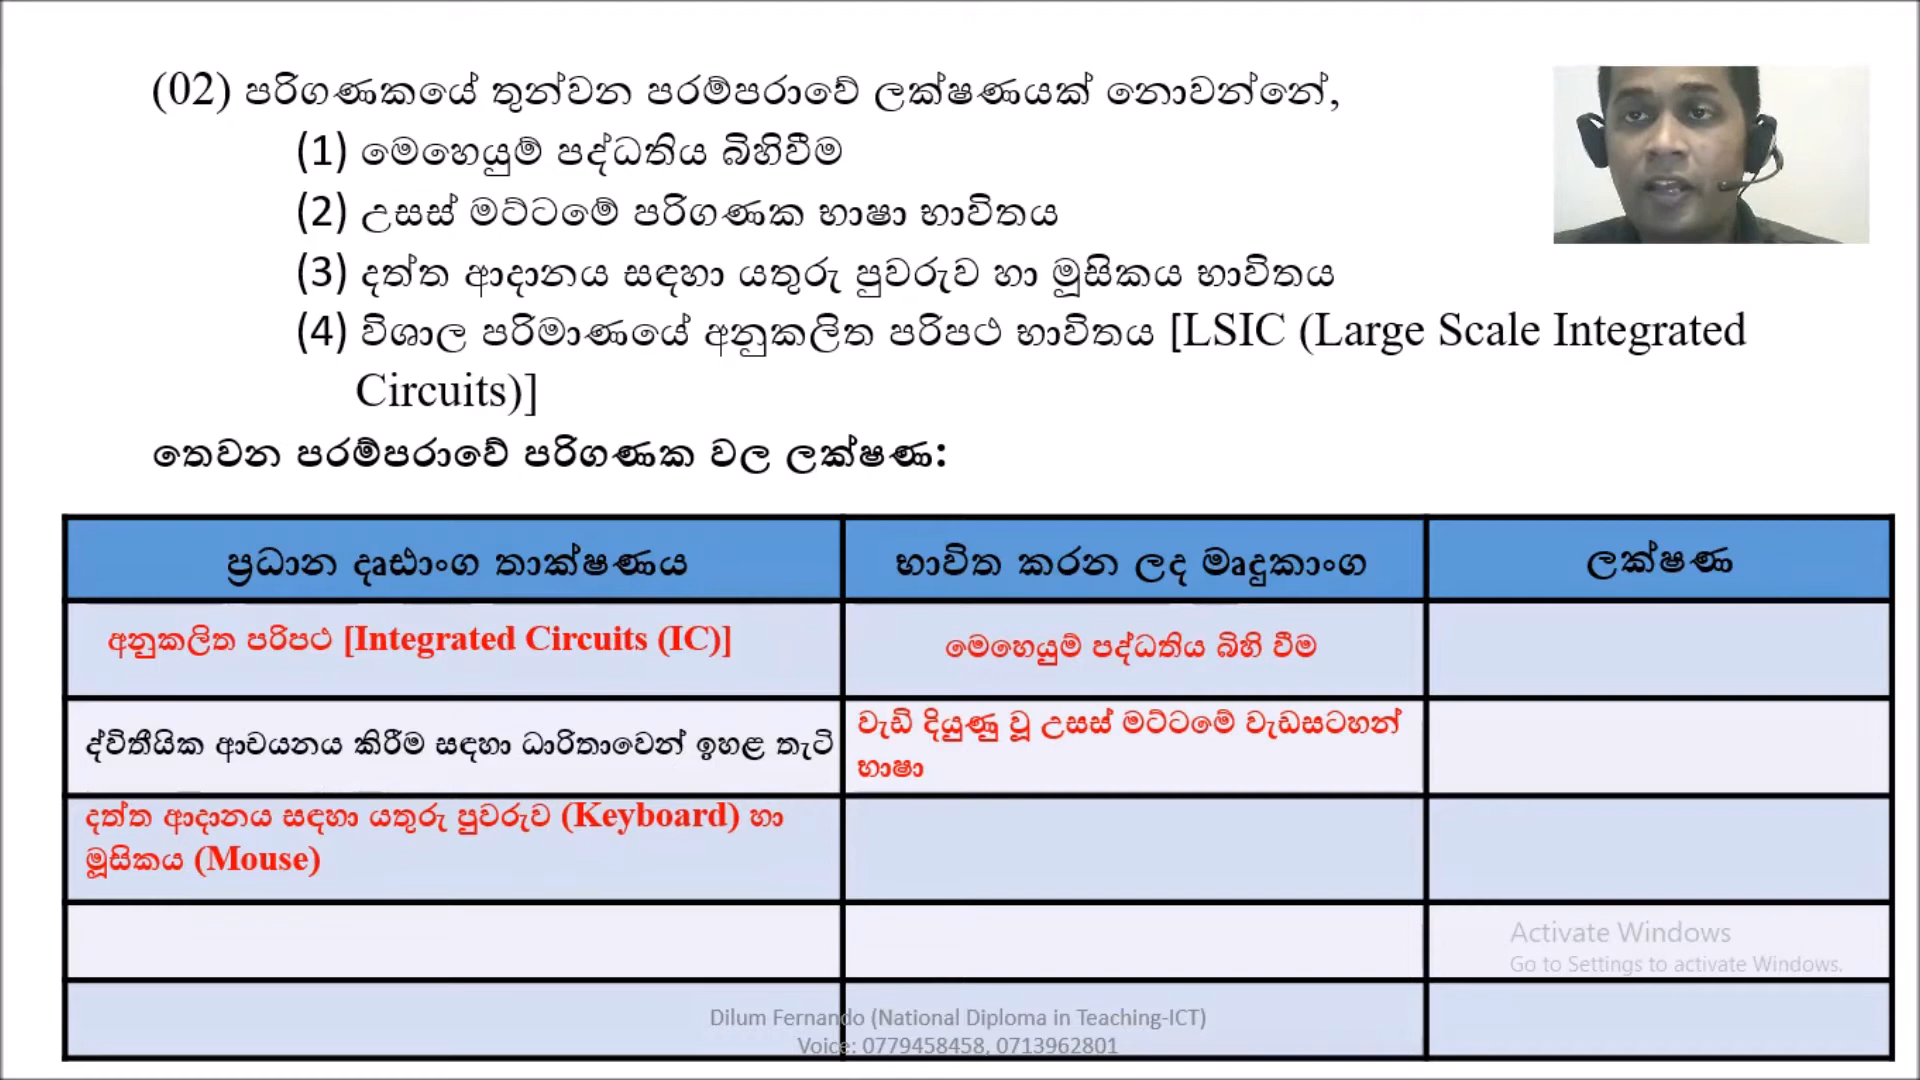 (02) පරිගණකයේ තුන්වන පරම්පරාවේ ලක්ෂණයක් නොවන්නේ,
(1) මෙහෙයුම් පද්ධතිය බිහිවීම
(2) උසස් මට්ටමේ පරිගණක භාෂා භාවිතය
(3) දත්ත ආදානය සඳහා යතුරු පුවරුව හා මූසිකය භාවිතය
(4) විශාල පරිමාණයේ අනුකලිත පරිපථ භාවිතය [LSIC (Large Scale Integrated
Circuits)]
තෙවන පරම්පරාවේ පරිගණක වල ලක්ෂණ:
ප්‍රධාන දෘඪාංග තාක්ෂණය
භාවිත කරන ලද මෘදුකාංග
ලක්ෂණ
අනුකලිත පරිපථ [Integrated Circuits (IC)]
මෙහෙයුම් පද්ධතිය බිහි වීම
ද්විතීයික ආචයනය කිරීම සඳහා ධාරිතාවෙන් ඉහළ තැටි
වැඩි දියුණු වූ උසස් මට්ටමේ වැඩසටහන්
භාෂා
දත්ත ආදානය සඳහා යතුරු පුවරුව (Keyboard) හා
මූසිකය (Mouse)
Activate Windows
Go to Settings to activate Windows.
Dilum Fernando (National Diploma in Teaching-ICT)
Voice: 0779458458, 0713962801